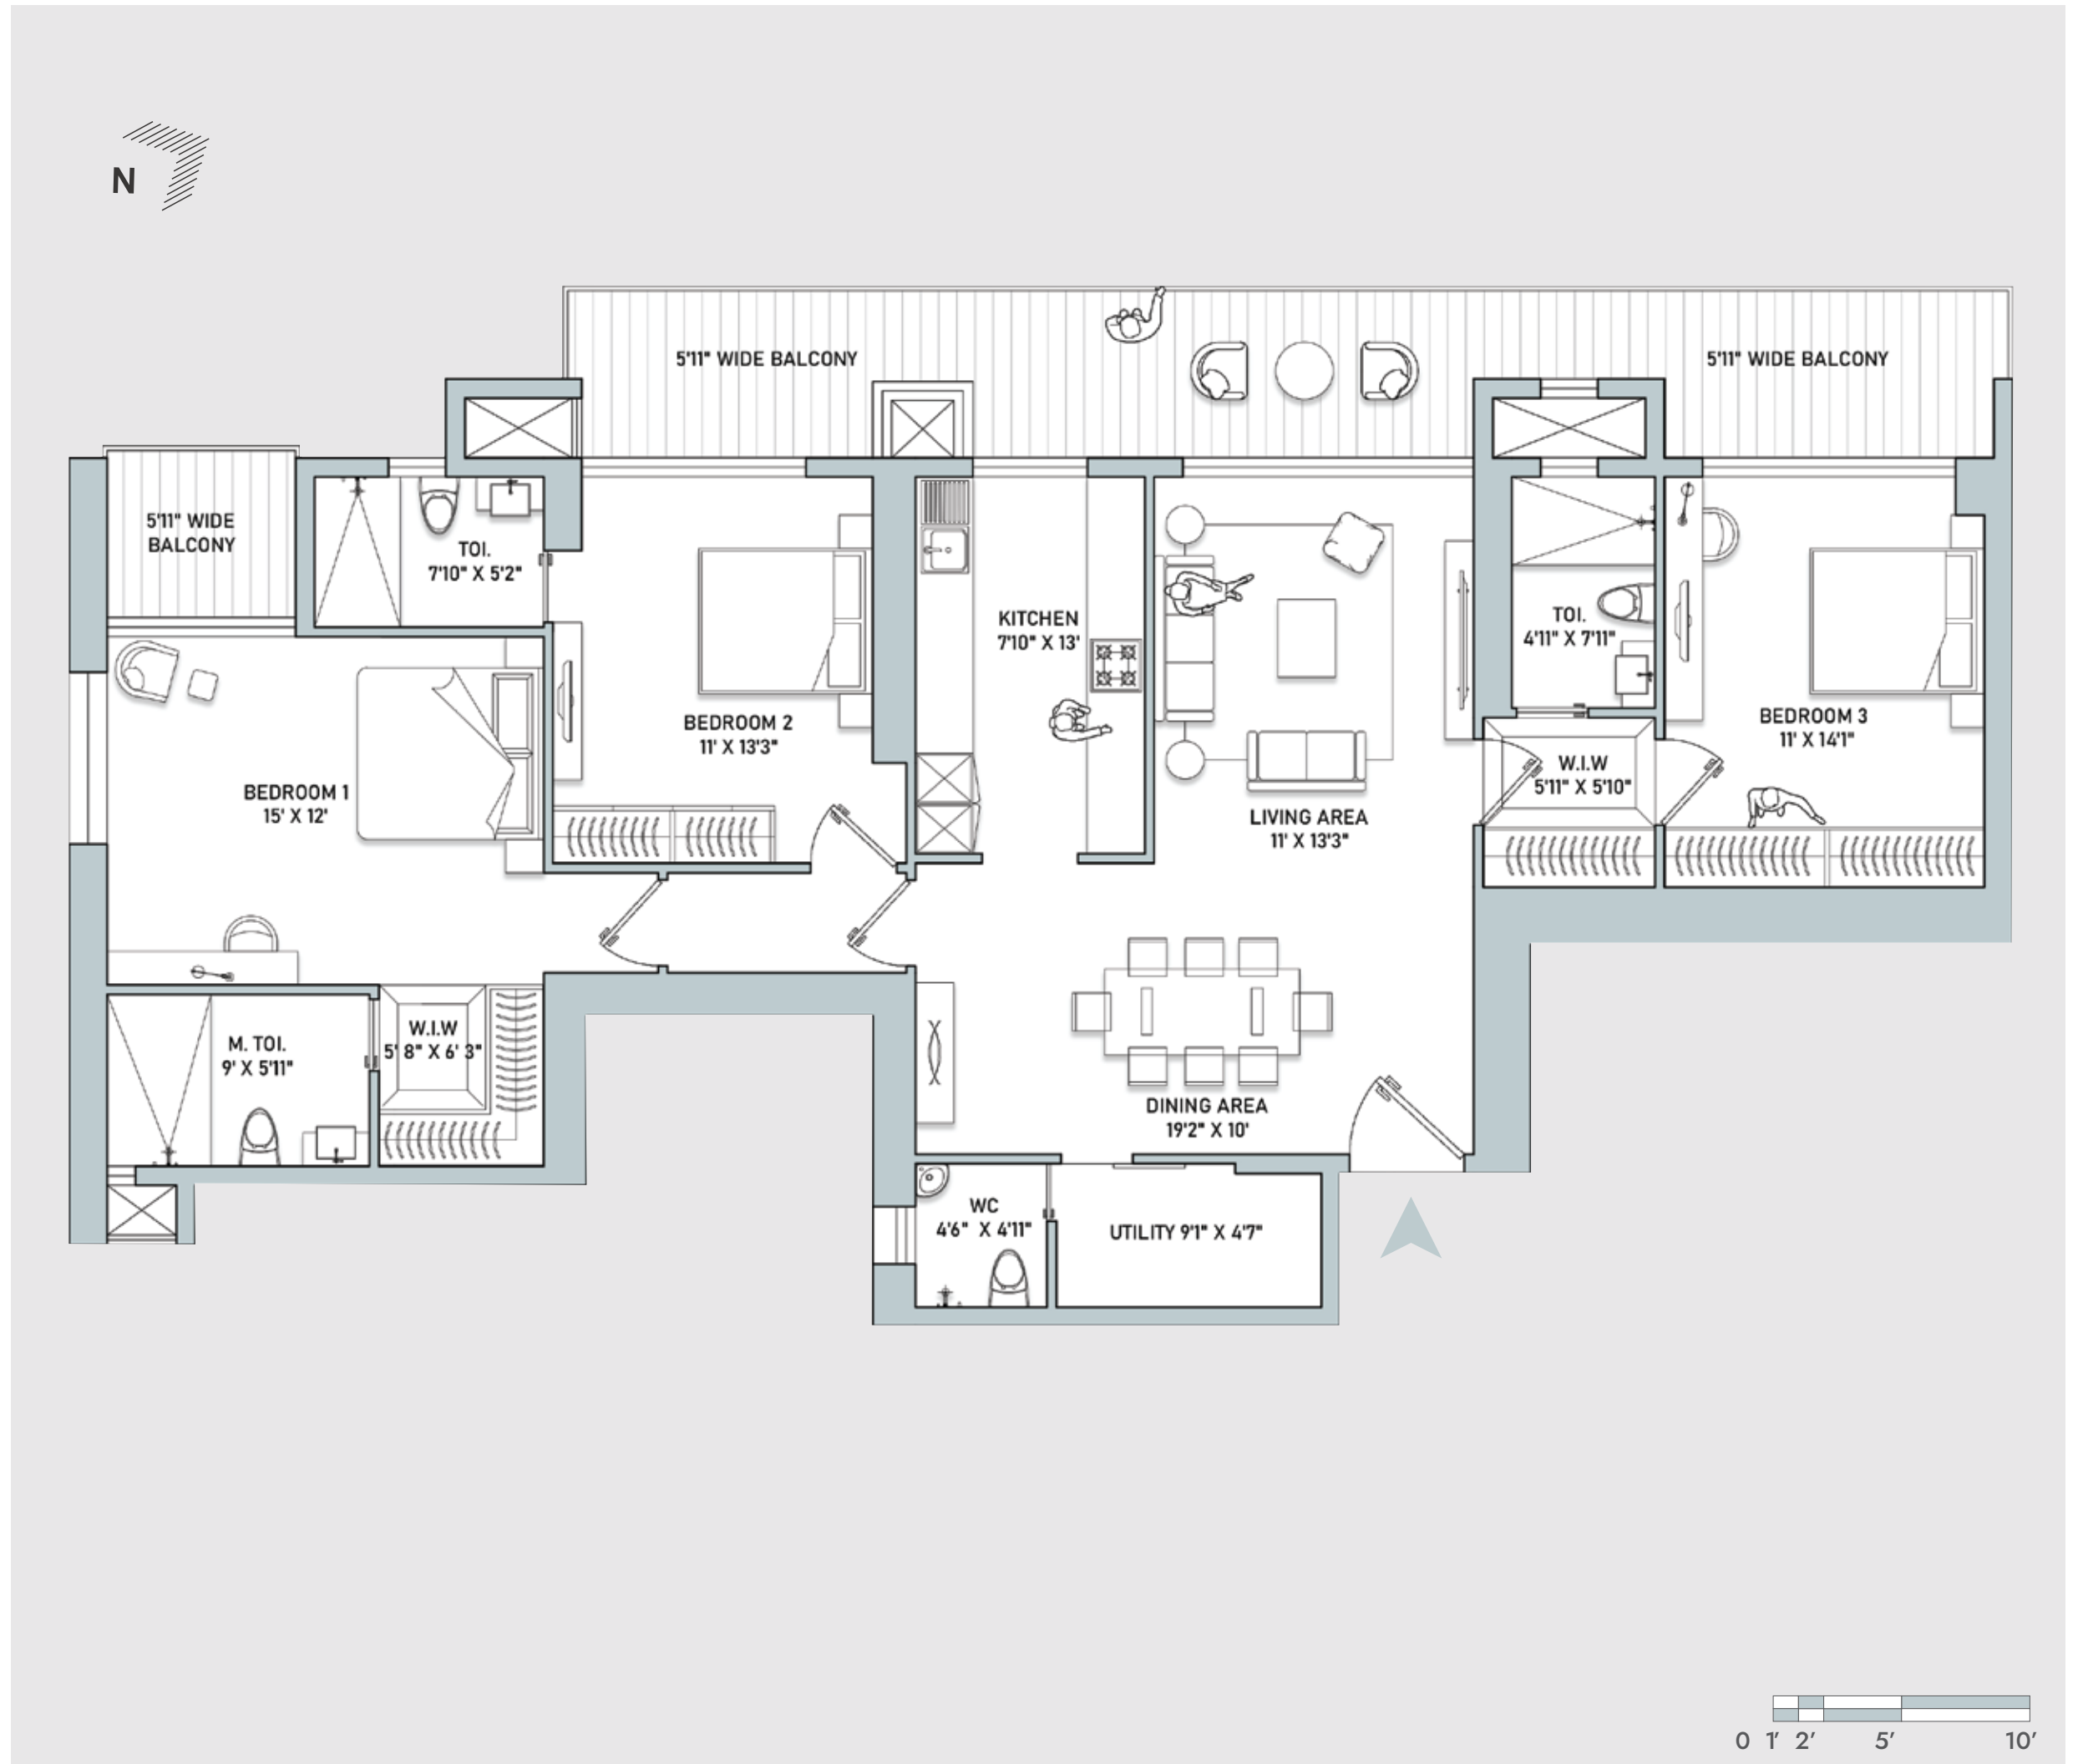 N
5'11" WIDE BALCONY
5'11" WIDE BALCONY
5'11" WIDE
BALCONY
TOI.
7'10" X 5'2"
KITCHEN
7'10" X 13'
TOI.
4'11" X 7'11"
BEDROOM 2
11' X 13'3"
BEDROOM 3
11' X 14'1"
W.I.W
5'11" X 5'10"
BEDROOM 1
15' X 12'
LIVING AREA
11' X 13'3"
W.I.W
5' 8" X 6' 3"
M. TOI.
9' X 5'11"
DINING AREA
19'2" X 10'
WC
4'6" X 4'11"
UTILITY 9'1" X 4'7"
0 1' 2' 5' 10'